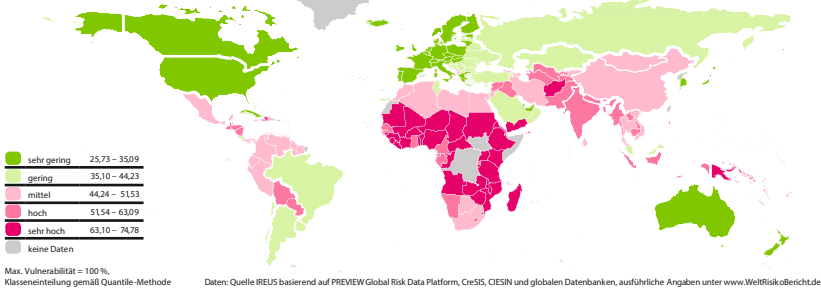 sehr gering 25,73 – 35,09
gering 35,10 – 44,23
mittel 44,24 – 51,53
hoch 51,54 – 63,09
sehr hoch 63,10 – 74,78
keine Daten
Max. Vulnerabilität = 100 %,
Klasseneinteilung gemäß Quantile-Methode
Daten: Quelle IREUS basierend auf PREVIEW Global Risk Data Platform, CreSIS, CIESIN und globalen Datenbanken, ausführliche Angaben unter www.WeltRisikoBericht.de